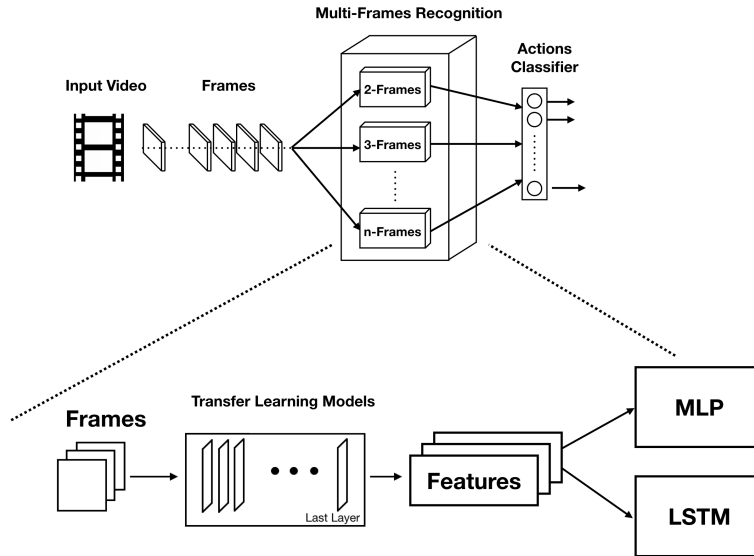 Multi-Frames Recognition
Actions
Classifier
Input Video
Frames
2-Frames
3-Frames
n-Frames
Transfer Learning Models
Frames
Last Layer
Features
MLP
LSTM